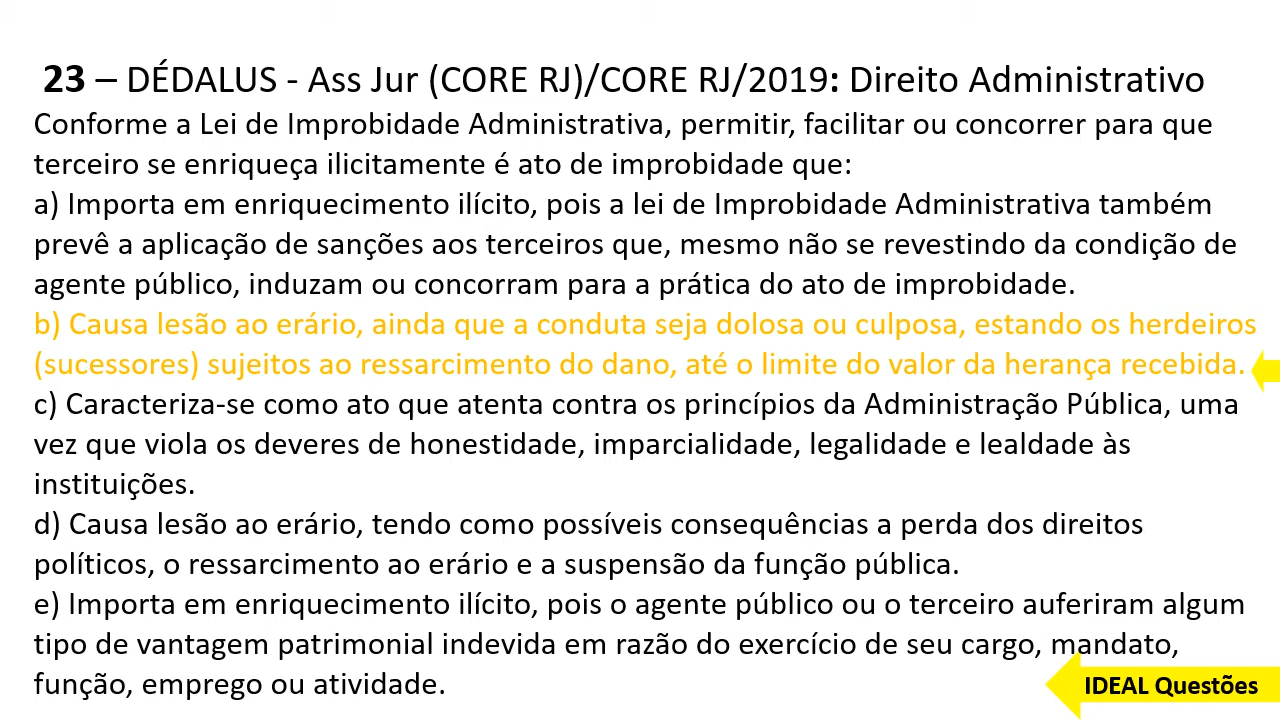 23 – DÉDALUS - Ass Jur (CORE RJ)/CORE RJ/2019: Direito Administrativo
Conforme a Lei de Improbidade Administrativa, permitir, facilitar ou concorrer para que
terceiro se enriqueça ilicitamente é ato de improbidade que:
a) Importa em enriquecimento ilícito, pois a lei de Improbidade Administrativa também
prevê a aplicação de sanções aos terceiros que, mesmo não se revestindo da condição de
agente público, induzam ou concorram para a prática do ato de improbidade.
b) Causa lesão ao erário, ainda que a conduta seja dolosa ou culposa, estando os herdeiros
(sucessores) sujeitos ao ressarcimento do dano, até o limite do valor da herança recebida.
c) Caracteriza-se como ato que atenta contra os princípios da Administração Pública, uma
vez que viola os deveres de honestidade, imparcialidade, legalidade e lealdade às
instituições.
d) Causa lesão ao erário, tendo como possíveis consequências a perda dos direitos
políticos, o ressarcimento ao erário e a suspensão da função pública.
e) Importa em enriquecimento ilícito, pois o agente público ou o terceiro auferiram algum
tipo de vantagem patrimonial indevida em razão do exercício de seu cargo, mandato,
função, emprego ou atividade.
IDEAL Questões